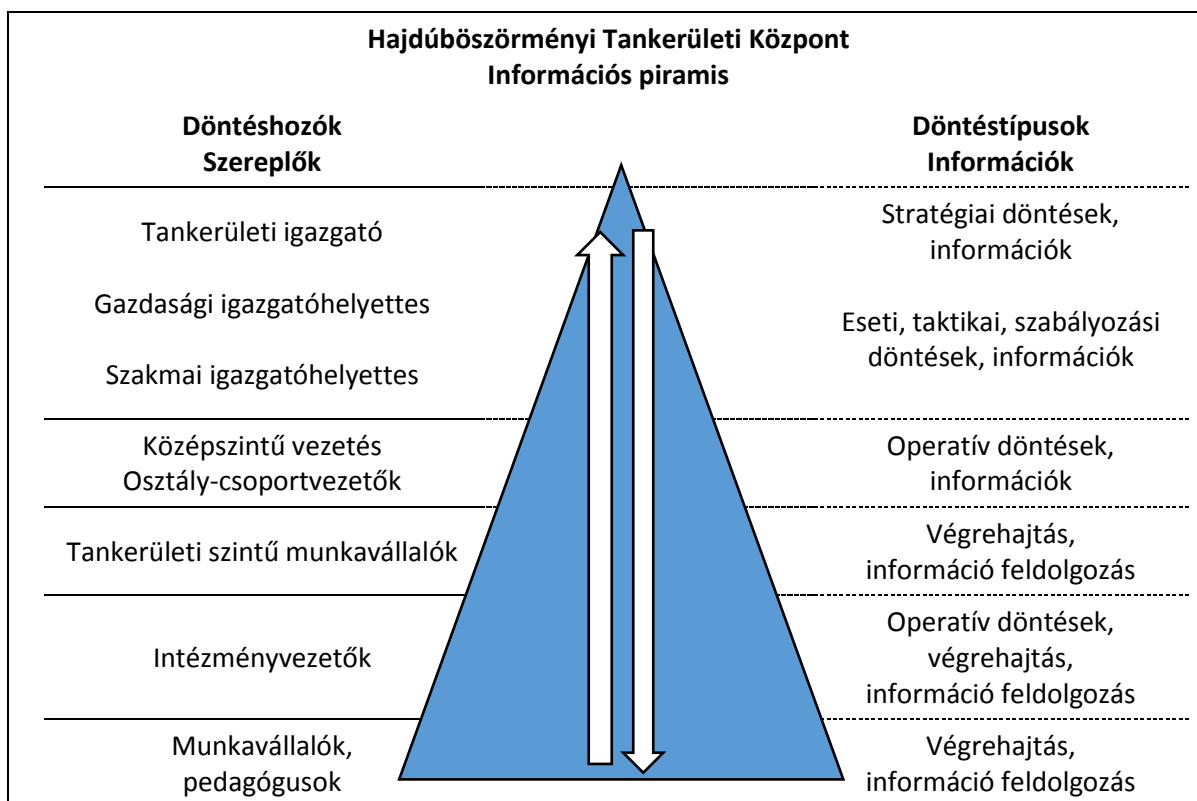 Hajdúböszörményi Tankerületi Központ
Információs piramis
Döntéshozók
Szereplők
Döntéstípusok
Információk
Tankerületi igazgató
Stratégiai döntések,
információk
Gazdasági igazgatóhelyettes
Szakmai igazgatóhelyettes
Eseti, taktikai, szabályozási
döntések, információk
Középszintű vezetés
Osztály-csoportvezetők
Operatív döntések,
információk
Tankerületi szintű munkavállalók
Végrehajtás,
információ feldolgozás
Intézményvezetők
Operatív döntések,
végrehajtás,
információ feldolgozás
Munkavállalók,
pedagógusok
Végrehajtás,
információ feldolgozás